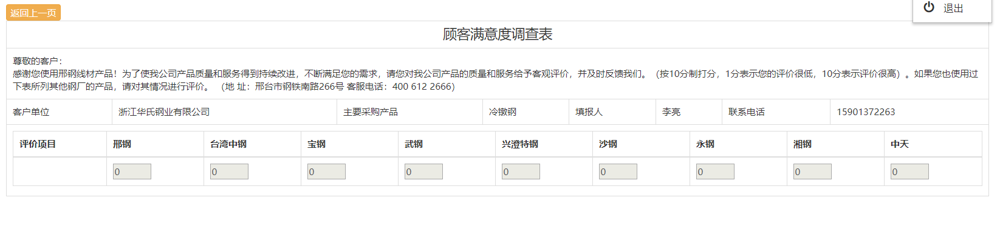 返回上一页
退出
顾客满意度调查表
尊敬的客户：
感谢您使用邢钢线材产品！为了使我公司产品质量和服务得到持续改进，不断满足您的需求，请您对我公司产品的质量和服务给予客观评价，并及时反馈我们。（按10分制打分，1分表示您的评价很低，10分表示评价很高）。如果您也使用过
下表所列其他钢厂的产品，请对其情况进行评价。 （地 址：邢台市钢铁南路266号 客服电话：400 612 2666）
客户单位 浙江华氏钢业有限公司 主要采购产品 冷镦钢 填报人 李亮 联系电话 15901372263
评价项目 邢钢 台湾中钢 宝钢 武钢 兴澄特钢 沙钢 永钢 湘钢 中天
0 0 0 0 0 0 0 0 0